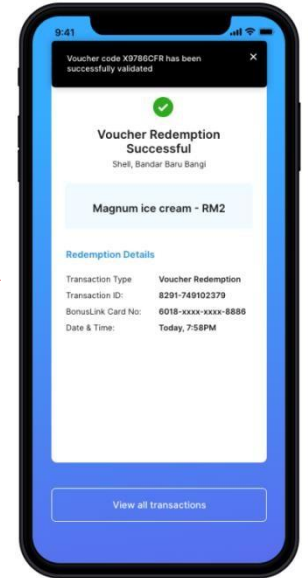 9:41
Voucher code X9786CFR has been
successfully validated
Voucher Redemption
Successful
Shell, Bandar Baru Bangi
Magnum ice cream - RM2
Redemption Details
Transaction Type Voucher Redemption
Transaction ID: 8291-749102379
BonusLink Card No: 6018-xxxx-xxxx-8886
Date & Time: Today, 7:58PM
View all transactions